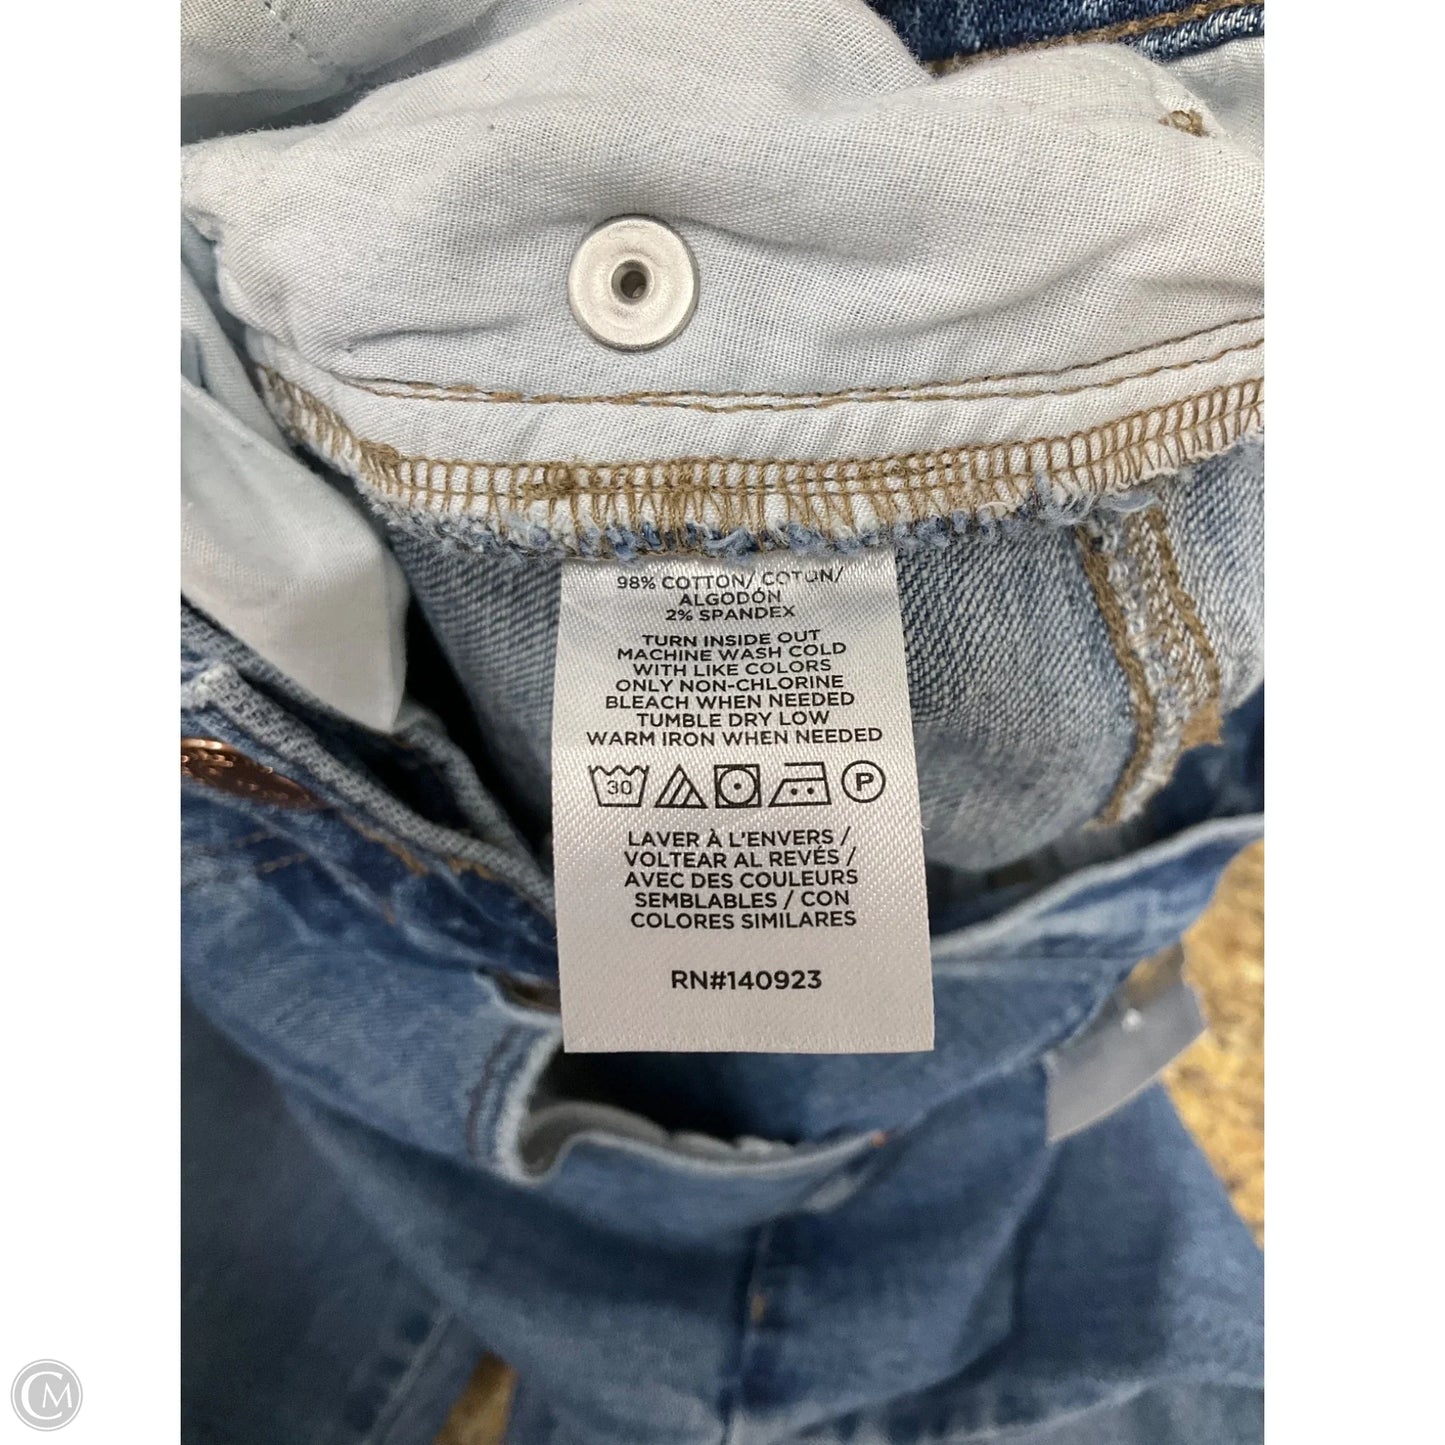 98% COTTON/ COTON/
ALGODÓN
2% SPANDEX
TURN INSIDE OUT
MACHINE WASH COLD
WITH LIKE COLORS
ONLY NON-CHLORINE
BLEACH WHEN NEEDED
TUMBLE DRY LOW
WARM IRON WHEN NEEDED
30 P
LAVER À L'ENVERS /
VOLTEAR AL REVÉS /
AVEC DES COULEURS
SEMBLABLES / CON
COLORES SIMILARES
RN#140923
CM